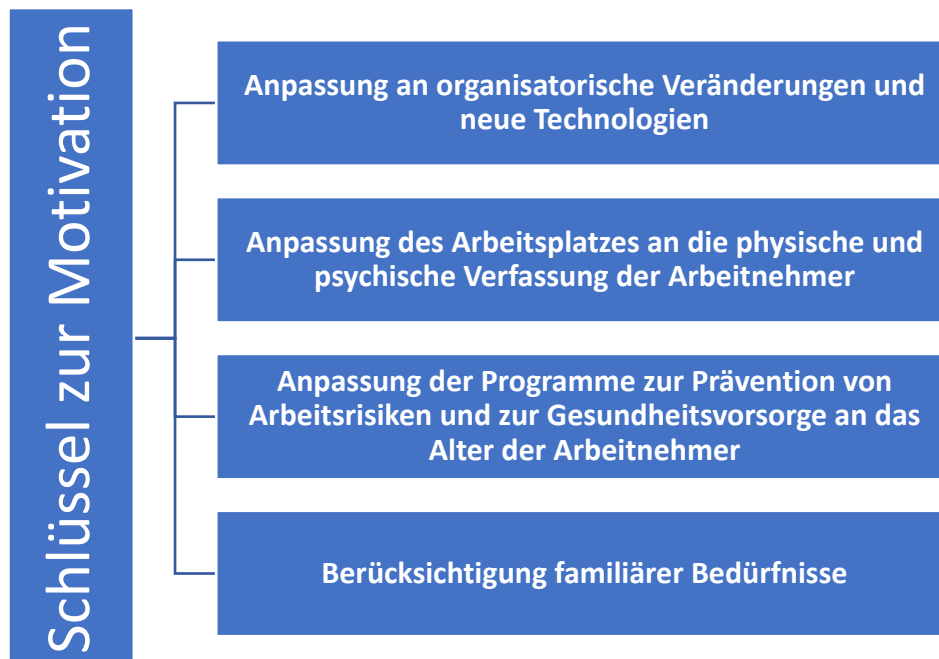 Schlüssel zur Motivation
Anpassung an organisatorische Veränderungen und
neue Technologien
Anpassung des Arbeitsplatzes an die physische und
psychische Verfassung der Arbeitnehmer
Anpassung der Programme zur Prävention von
Arbeitsrisiken und zur Gesundheitsvorsorge an das
Alter der Arbeitnehmer
Berücksichtigung familiärer Bedürfnisse